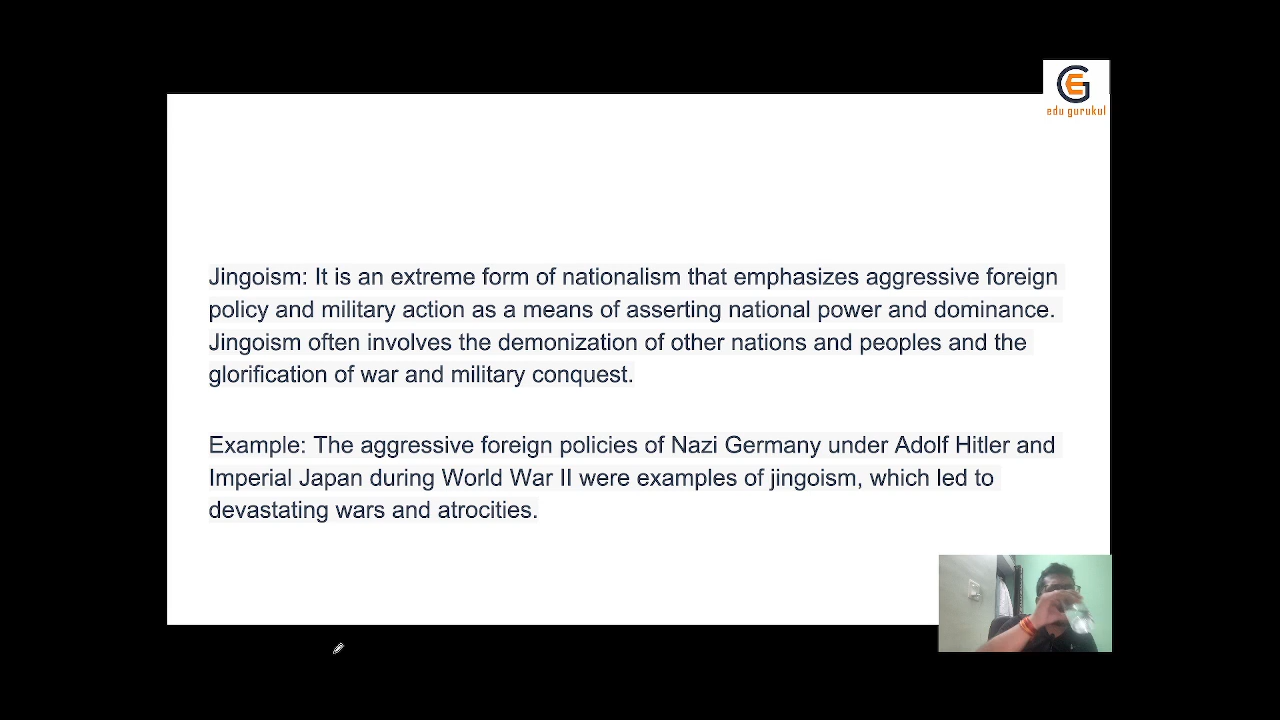 edu gurukul
Jingoism: It is an extreme form of nationalism that emphasizes aggressive foreign
policy and military action as a means of asserting national power and dominance.
Jingoism often involves the demonization of other nations and peoples and the
glorification of war and military conquest.
Example: The aggressive foreign policies of Nazi Germany under Adolf Hitler and
Imperial Japan during World War II were examples of jingoism, which led to
devastating wars and atrocities.